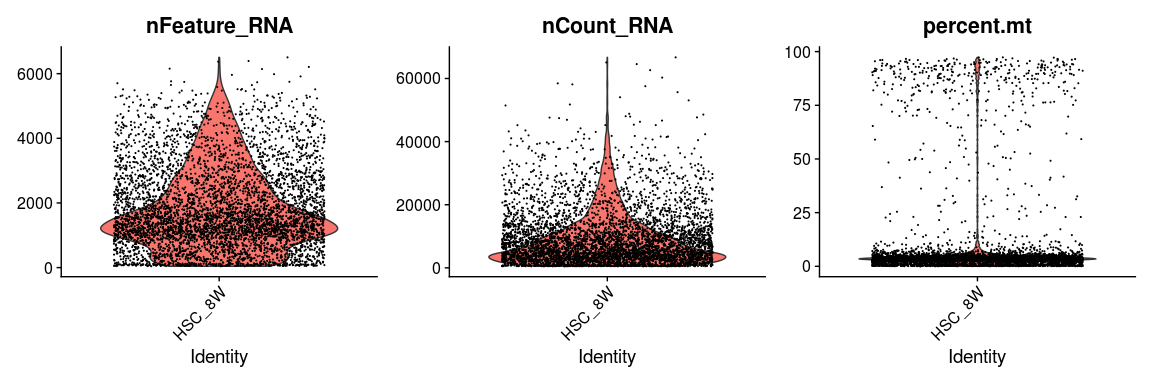 nFeature_RNA
6000
4000
2000
0
HSC_8W
Identity
nCount_RNA
60000
40000
20000
0
HSC_8W
Identity
percent.mt
100
75
50
25
0
HSC_8W
Identity